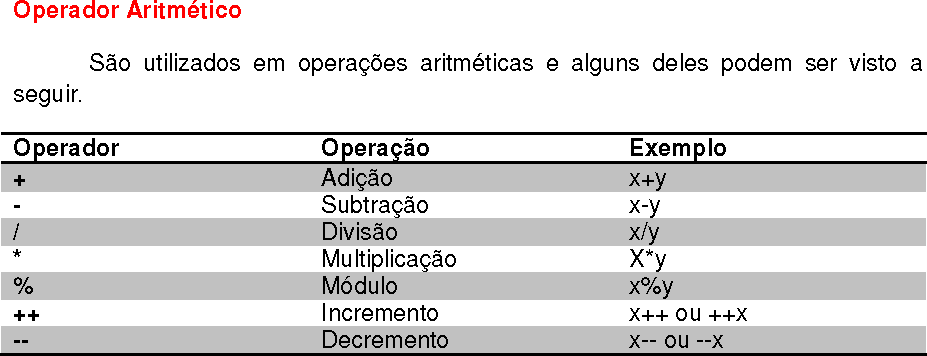 Operador Aritmético
São utilizados em operações aritméticas e alguns deles podem ser visto a
seguir.
Operador Operação Exemplo
+ Adição x+y
- Subtração x-y
/ Divisão x/y
* Multiplicação X*y
% Módulo x%y
++ Incremento x++ ou ++x
-- Decremento x-- ou --x